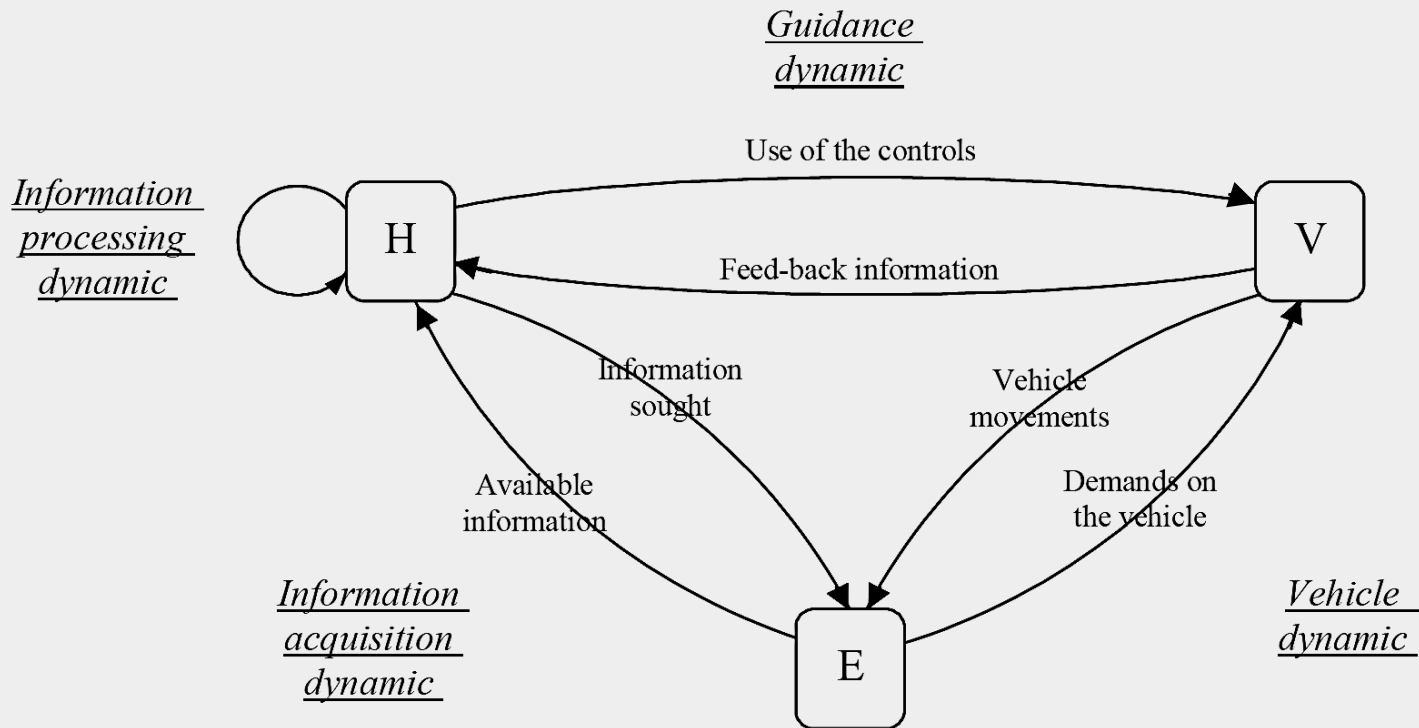 Guidance
dynamic
Use of the controls
Information
processing
dynamic
H
V
Feed-back information
Information
sought
Vehicle
movements
Available
information
Demands on
the vehicle
Information
acquisition
dynamic
E
Vehicle
dynamic